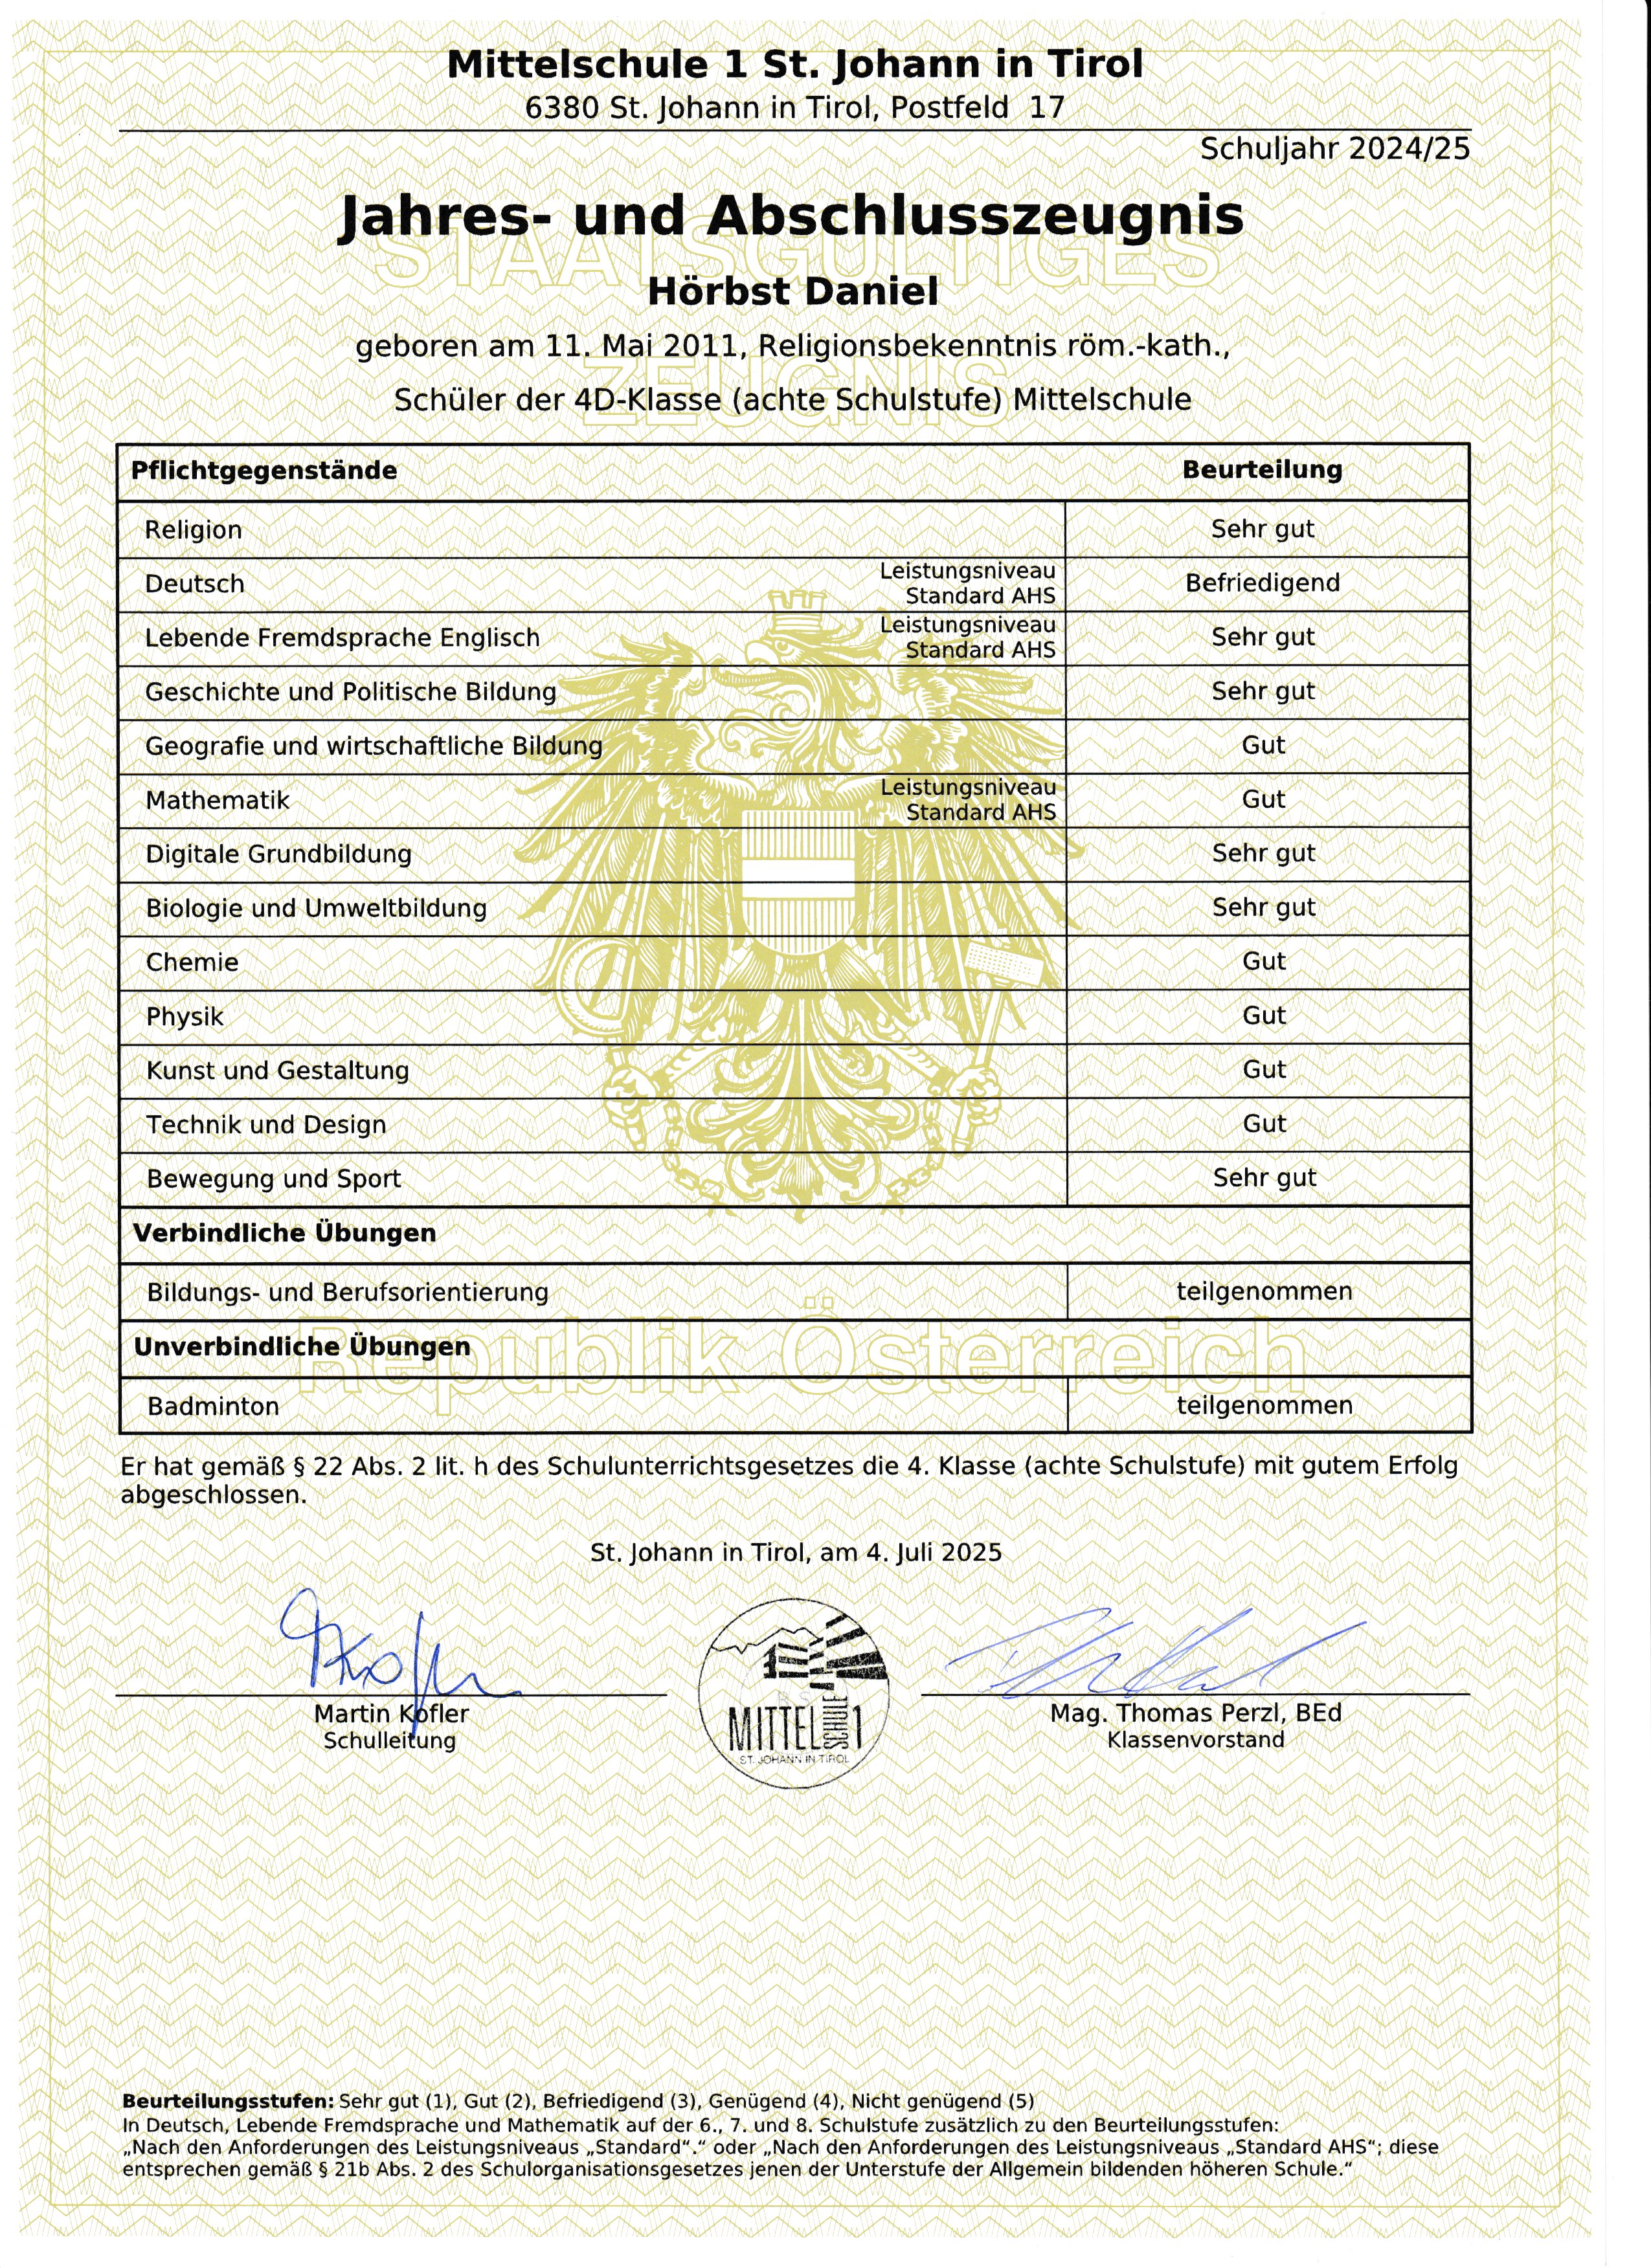 Mittelschule 1 St. Johann in Tirol
6380 St. Johann in Tirol, Postfeld 17
Schuljahr 2024/25
Jahres- und Abschlusszeugnis
STAATSGÜLTIGES
Hörbst Daniel
geboren am 11. Mai 2011, Religionsbekenntnis röm.-kath.,
ZEUGNIS
Schüler der 4D-Klasse (achte Schulstufe) Mittelschule
Pflichtgegenstände Beurteilung
Religion Sehr gut
Deutsch Leistungsniveau Standard AHS Befriedigend
Lebende Fremdsprache Englisch Leistungsniveau Standard AHS Sehr gut
Geschichte und Politische Bildung Sehr gut
Geografie und wirtschaftliche Bildung Gut
Mathematik Leistungsniveau Standard AHS Gut
Digitale Grundbildung Sehr gut
Biologie und Umweltbildung Sehr gut
Chemie Gut
Physik Gut
Kunst und Gestaltung Gut
Technik und Design Gut
Bewegung und Sport Sehr gut
Verbindliche Übungen
Bildungs- und Berufsorientierung teilgenommen
Unverbindliche Übungen
Republik Österreich
Badminton teilgenommen
Er hat gemäß § 22 Abs. 2 lit. h des Schulunterrichtsgesetzes die 4. Klasse (achte Schulstufe) mit gutem Erfolg
abgeschlossen.
St. Johann in Tirol, am 4. Juli 2025
Martin Kofler
Schulleitung
MITTEL SCHULE 1
ST. JOHANN IN TIROL
Mag. Thomas Perzl, BEd
Klassenvorstand
Beurteilungsstufen: Sehr gut (1), Gut (2), Befriedigend (3), Genügend (4), Nicht genügend (5)
In Deutsch, Lebende Fremdsprache und Mathematik auf der 6., 7. und 8. Schulstufe zusätzlich zu den Beurteilungsstufen:
„Nach den Anforderungen des Leistungsniveaus „Standard“.“ oder „Nach den Anforderungen des Leistungsniveaus „Standard AHS“; diese
entsprechen gemäß § 21b Abs. 2 des Schulorganisationsgesetzes jenen der Unterstufe der Allgemein bildenden höheren Schule.“